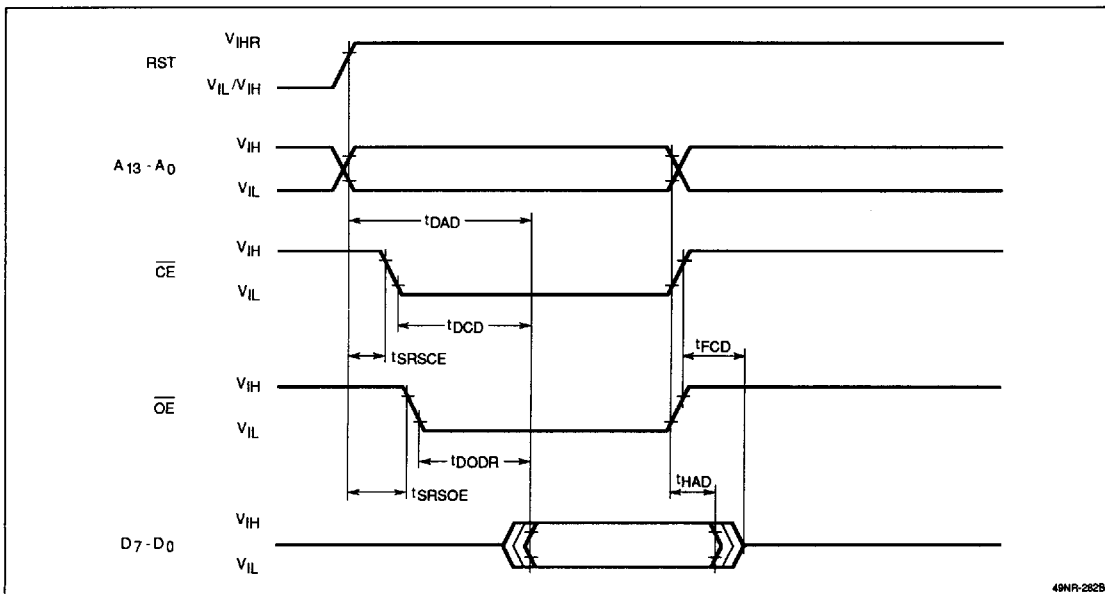 VIHR
RST
VIL/VIH
VIH
A13 - A0
VIL
tDAD
VIH
CE
VIL
tDCD
tFCD
tSRSCE
VIH
OE
VIL
tDODR
tHAD
tSRSOE
VIH
D7 - D0
VIL
49NR-282B